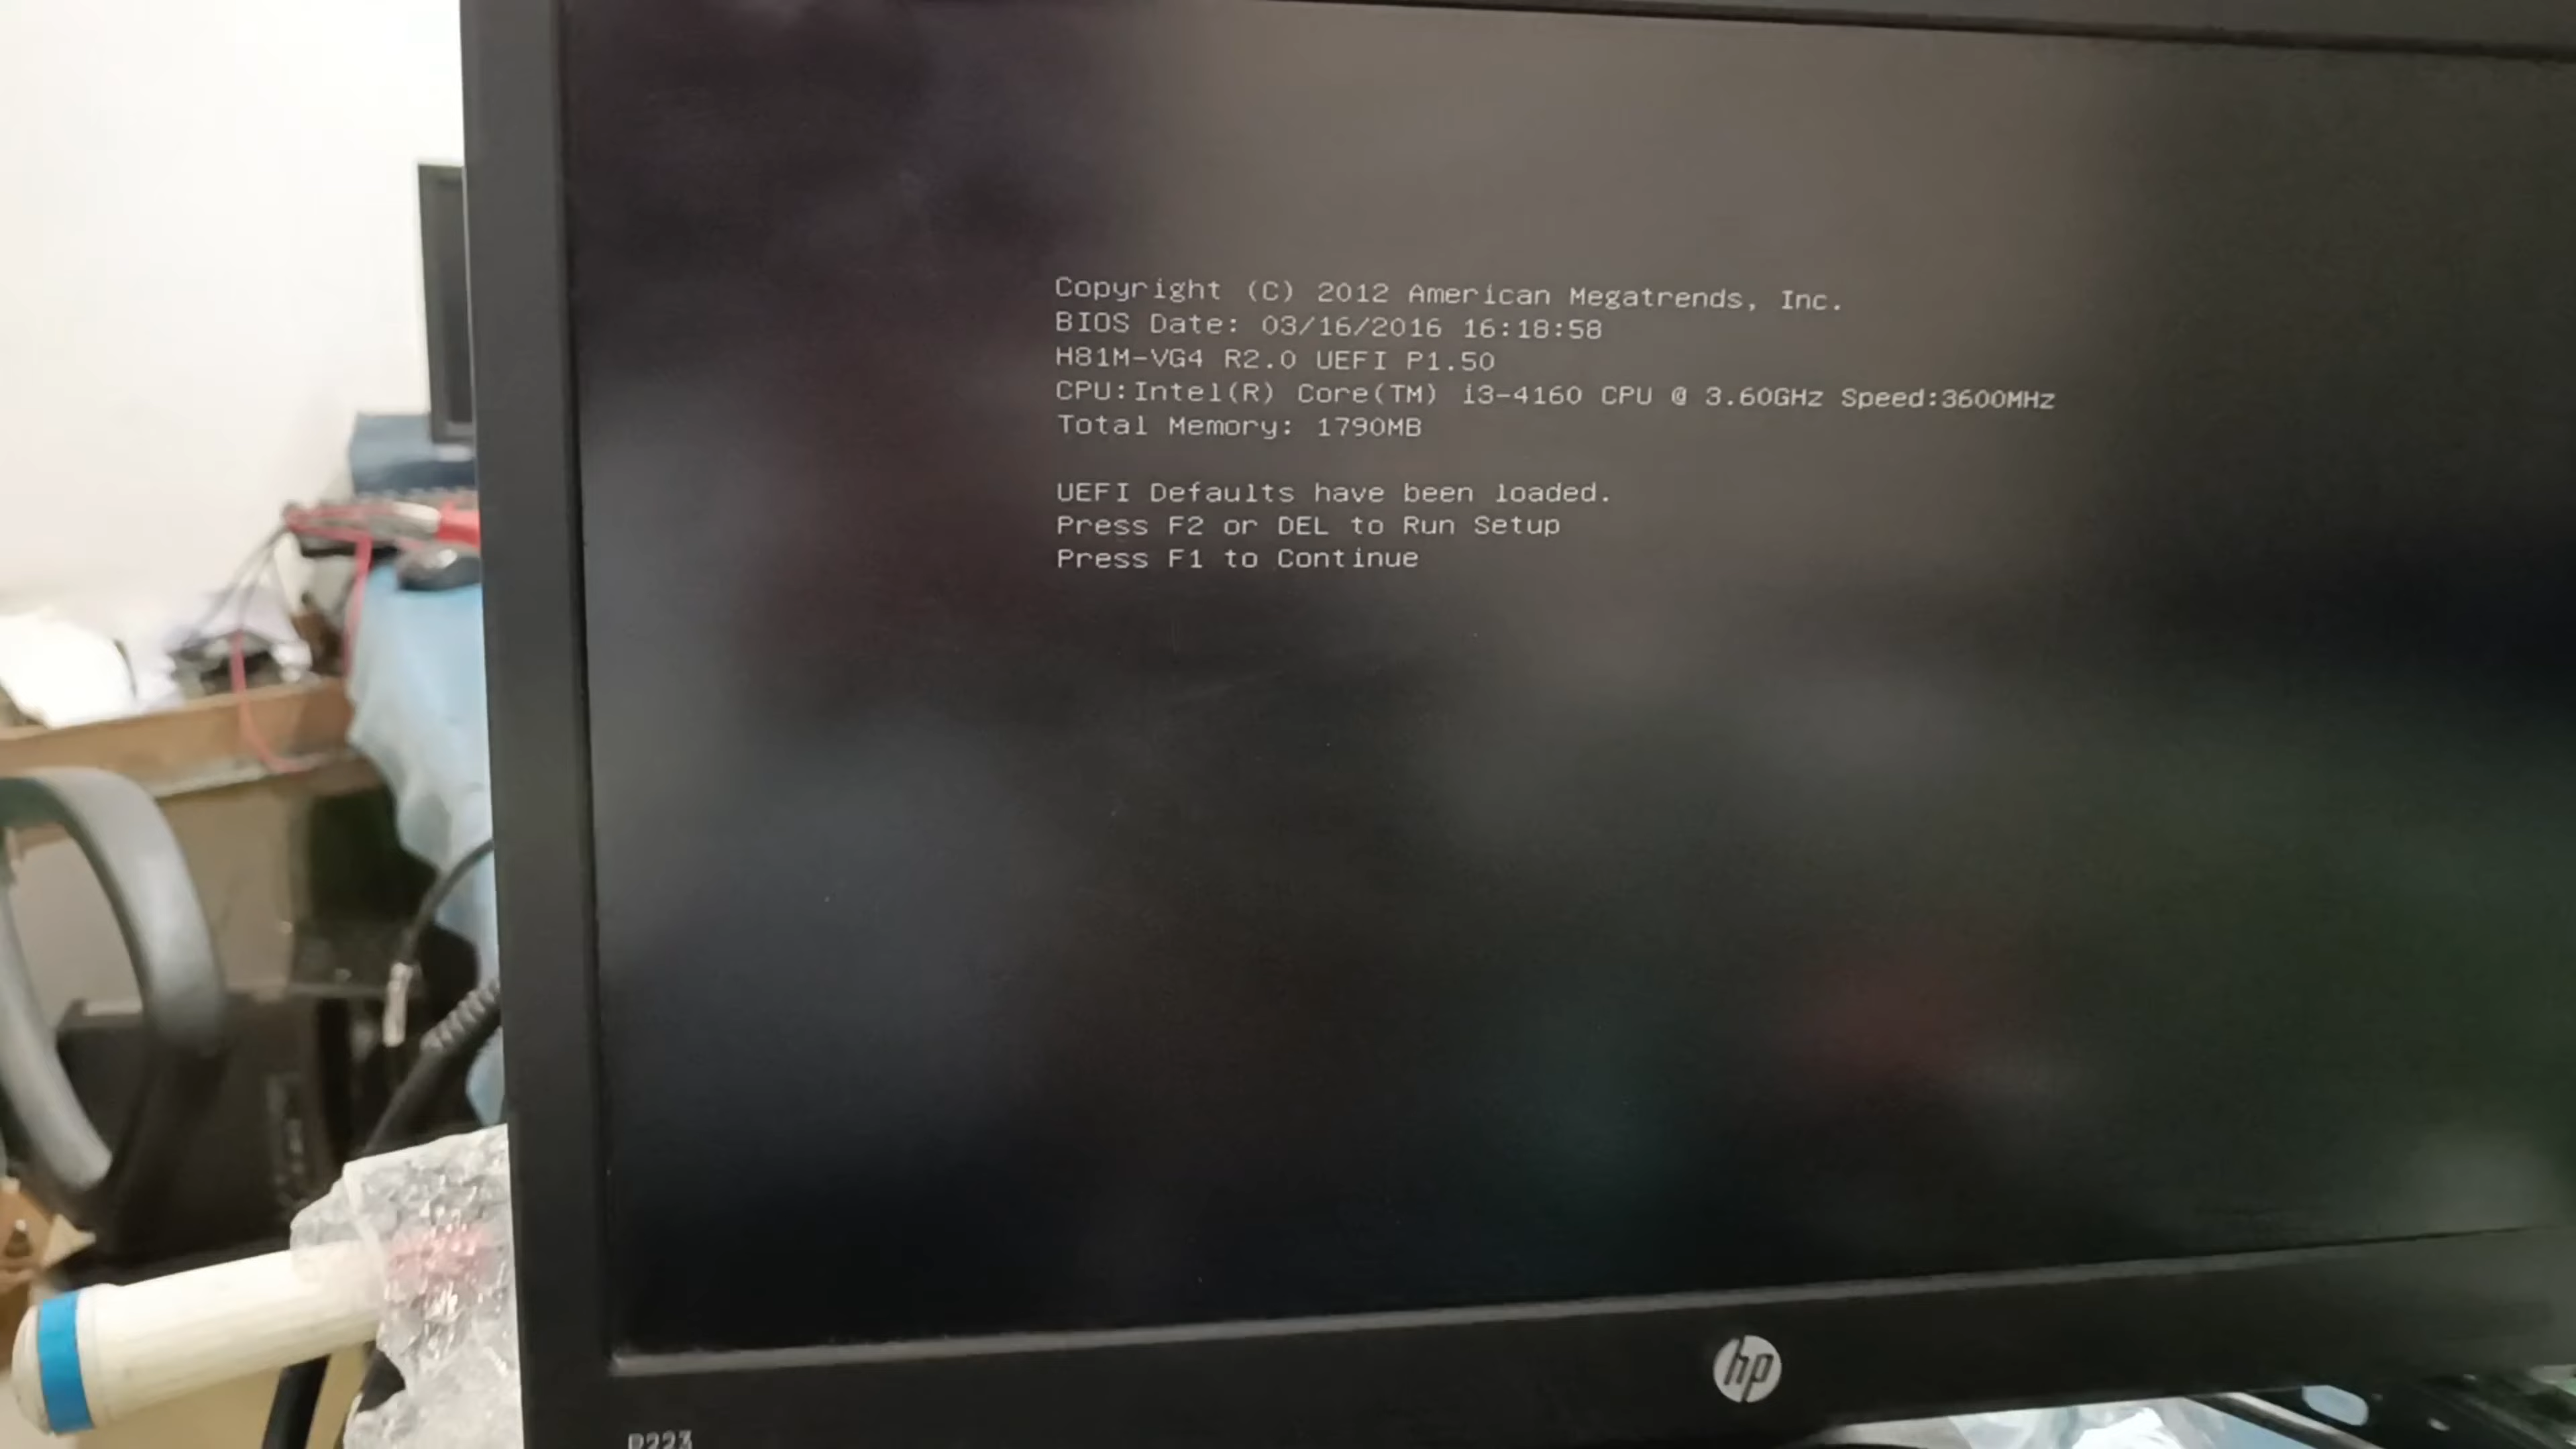 Copyright (C) 2012 American Megatrends, Inc.
BIOS Date: 03/16/2016 16:18:58
H81M-VG4 R2.0 UEFI P1.50
CPU:Intel(R) Core(TM) i3-4160 CPU @ 3.60GHz Speed:3600MHz
Total Memory: 1790MB
UEFI Defaults have been loaded.
Press F2 or DEL to Run Setup
Press F1 to Continue
hp
P223